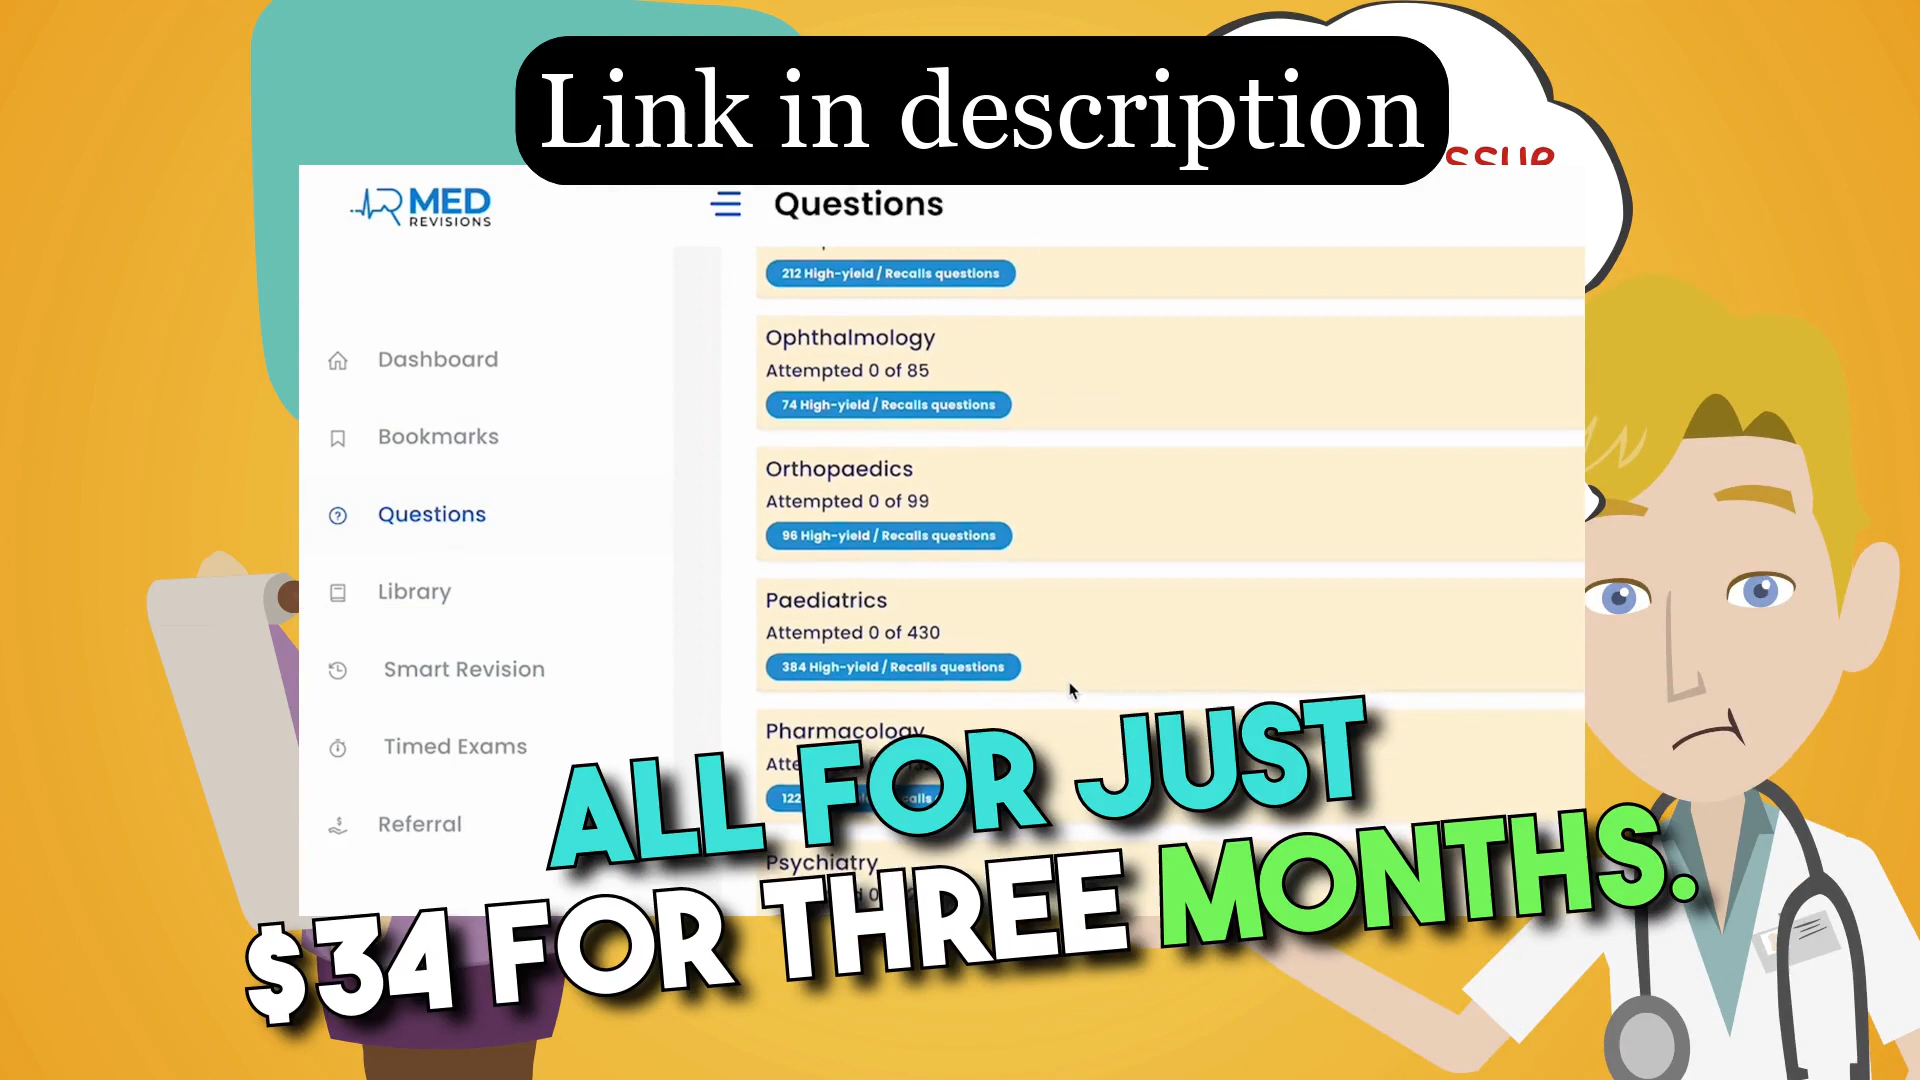 Link in description
MED
REVISIONS
Questions
212 High-yield / Recalls questions
Dashboard
Bookmarks
Questions
Library
Smart Revision
Timed Exams
Referral
Ophthalmology
Attempted 0 of 85
74 High-yield / Recalls questions
Orthopaedics
Attempted 0 of 99
96 High-yield / Recalls questions
Paediatrics
Attempted 0 of 430
384 High-yield / Recalls questions
Pharmacology
122
Psychiatry
ALL FOR JUST
$34 FOR THREE MONTHS.